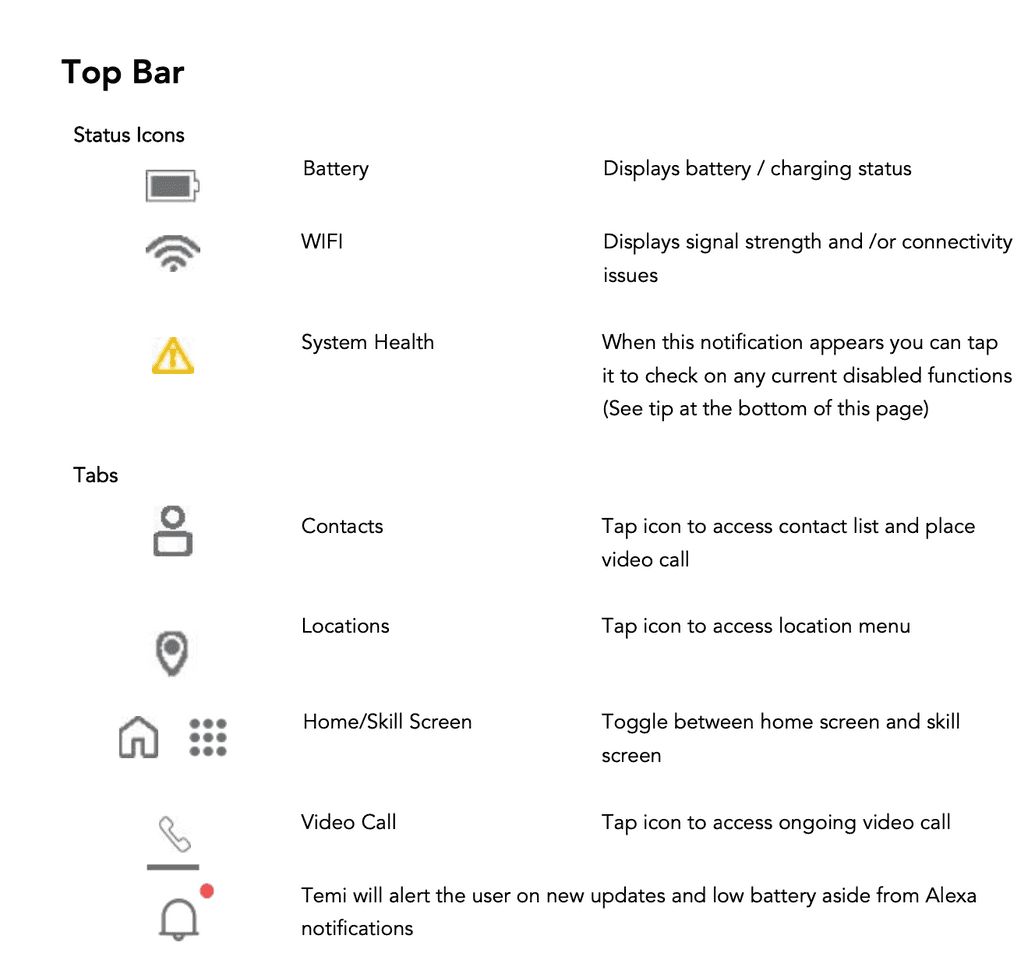 Top Bar
Status Icons
Battery
Displays battery / charging status
WIFI
Displays signal strength and /or connectivity
issues
System Health
When this notification appears you can tap
it to check on any current disabled functions
(See tip at the bottom of this page)
Tabs
Contacts
Tap icon to access contact list and place
video call
Locations
Tap icon to access location menu
Home/Skill Screen
Toggle between home screen and skill
screen
Video Call
Tap icon to access ongoing video call
Temi will alert the user on new updates and low battery aside from Alexa
notifications